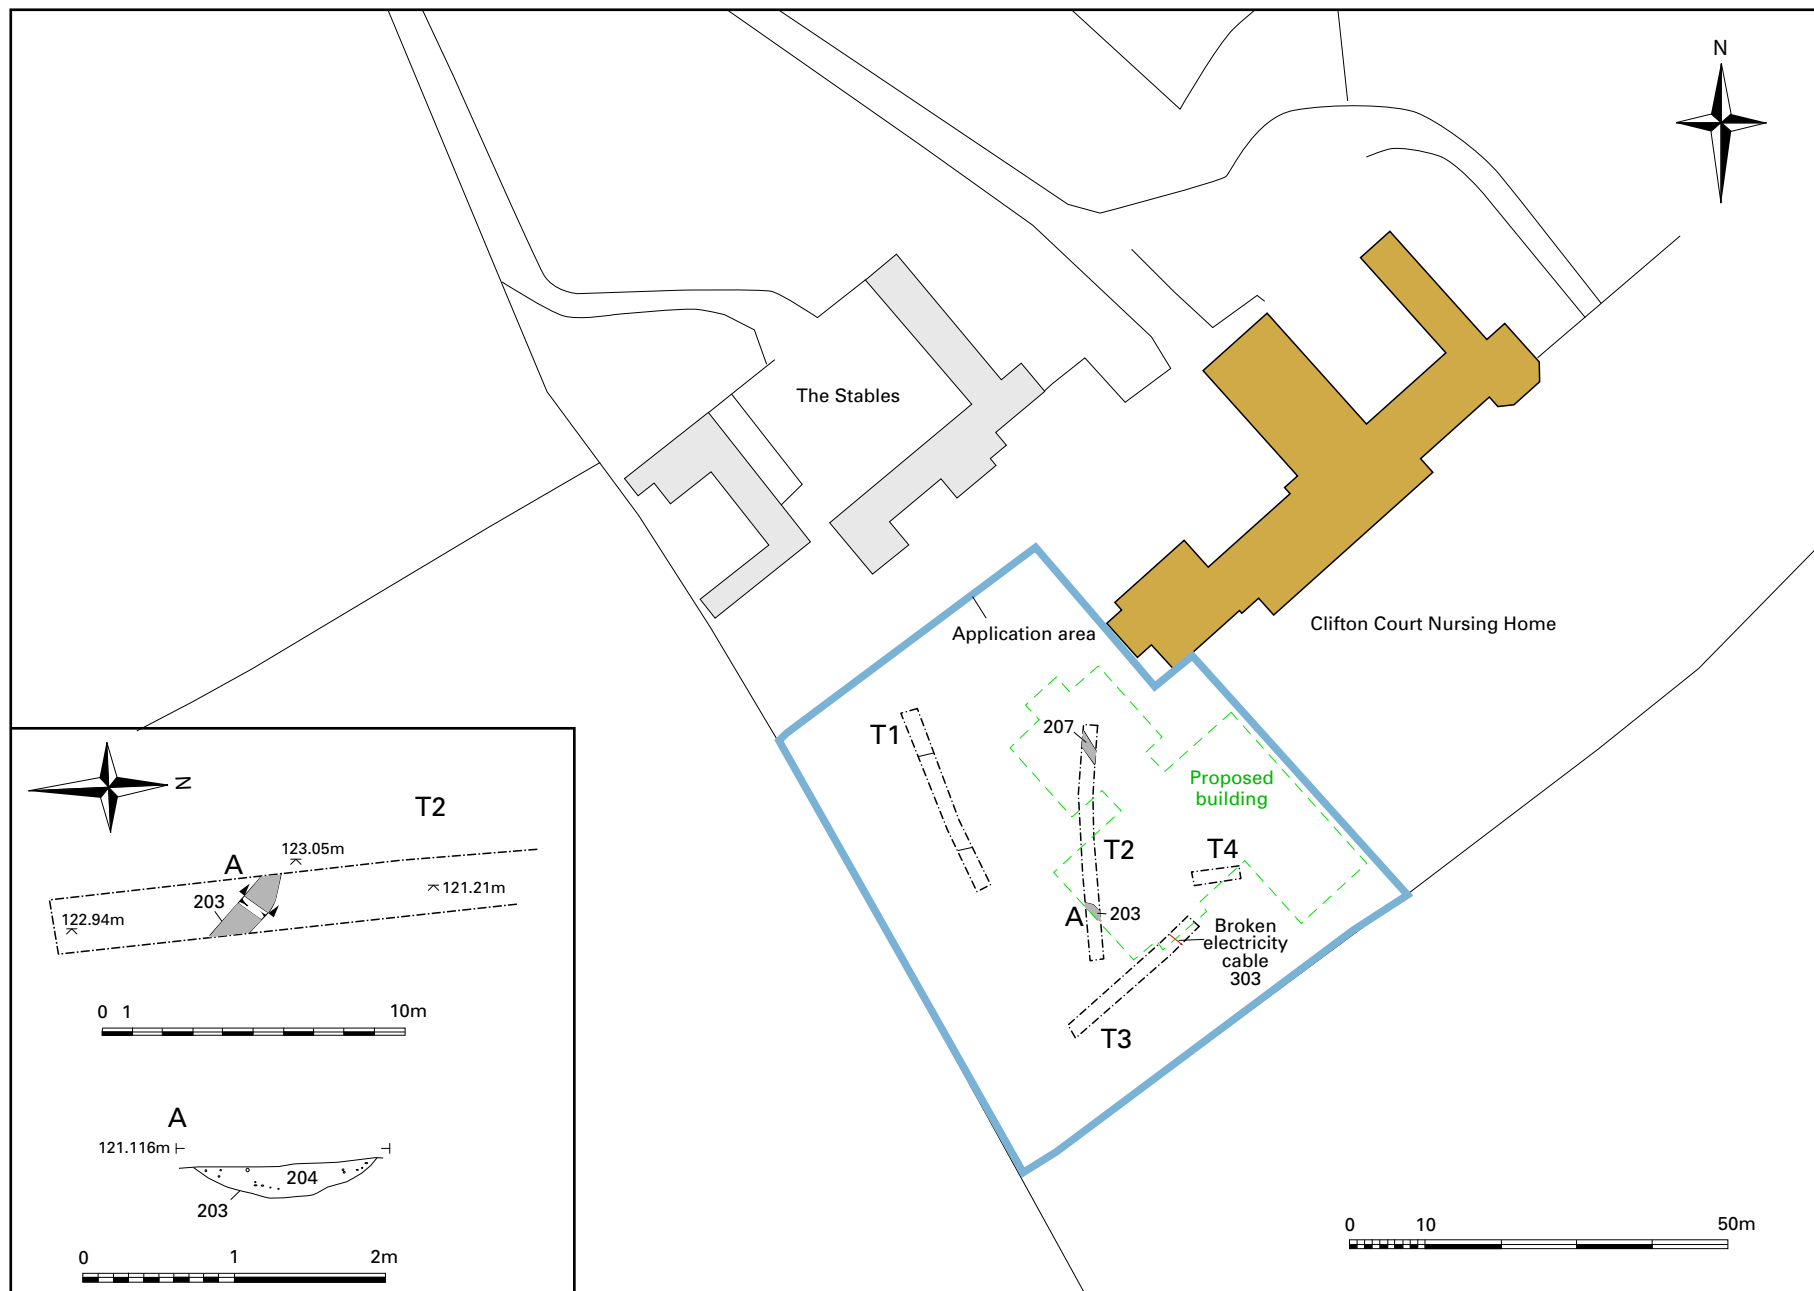 N
The Stables
Application area
Clifton Court Nursing Home
T1
207
Proposed
building
T2
T4
A
203
Broken
electricity
cable
303
T3
0 10 50m
N
T2
A
123.05m
203
121.21m
122.94m
0 1 10m
A
121.116m
204
203
0 1 2m